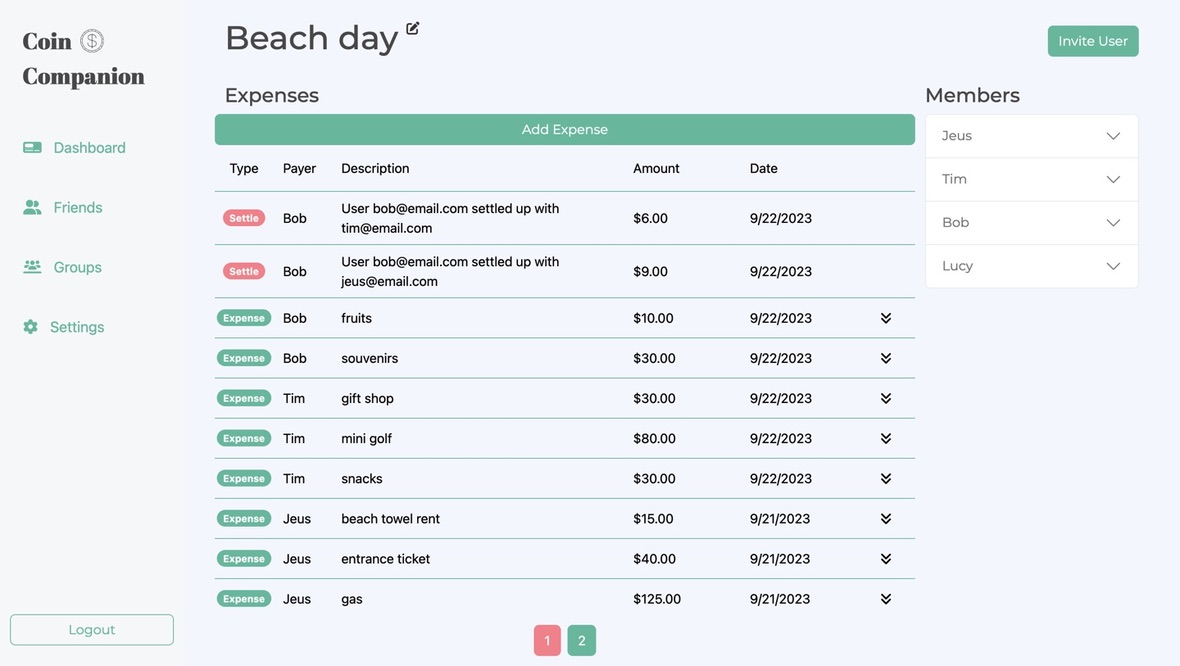 Coin
Companion
Dashboard
Friends
Groups
Settings
Logout
Beach day
Invite User
Expenses
Add Expense
Type Payer Description Amount Date
Settle Bob User bob@email.com settled up with
tim@email.com $6.00 9/22/2023
Settle Bob User bob@email.com settled up with
jeus@email.com $9.00 9/22/2023
Expense Bob fruits $10.00 9/22/2023
Expense Bob souvenirs $30.00 9/22/2023
Expense Tim gift shop $30.00 9/22/2023
Expense Tim mini golf $80.00 9/22/2023
Expense Tim snacks $30.00 9/22/2023
Expense Jeus beach towel rent $15.00 9/21/2023
Expense Jeus entrance ticket $40.00 9/21/2023
Expense Jeus gas $125.00 9/21/2023
1 2
Members
Jeus
Tim
Bob
Lucy